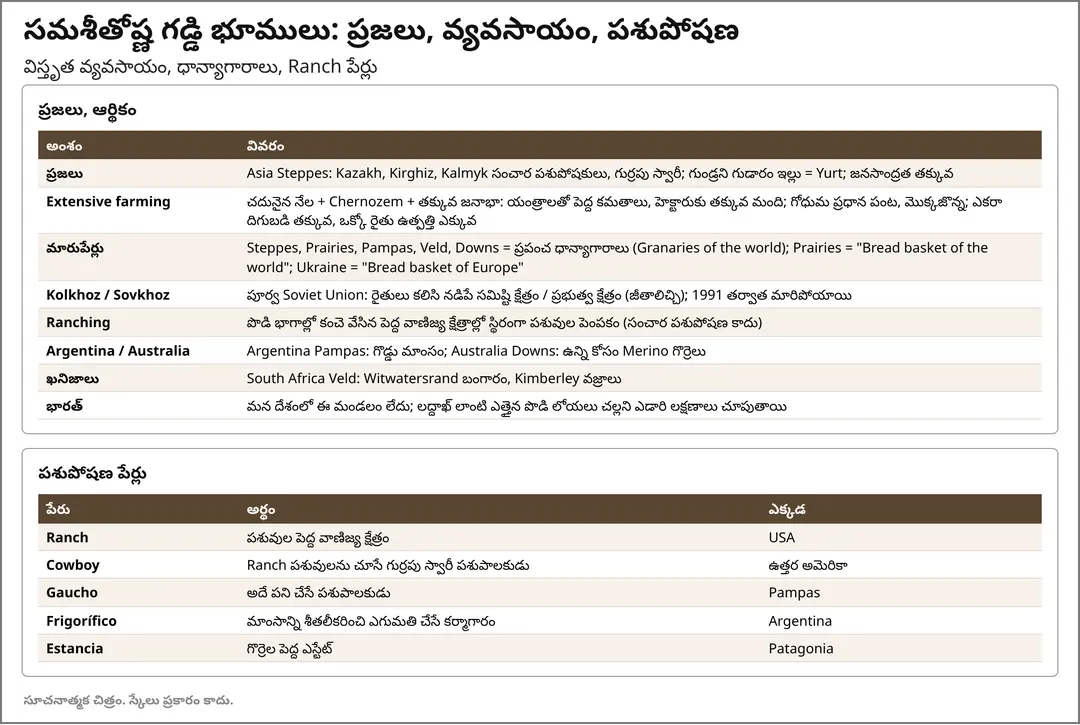 సమశీతోష్ణ గడ్డి భూములు: ప్రజలు, వ్యవసాయం, పశుపోషణ
విస్తృత వ్యవసాయం, ధాన్యాగారాలు, Ranch పేర్లు
ప్రజలు, ఆర్థికం
అంశం వివరం
ప్రజలు Asia Steppes: Kazakh, Kirghiz, Kalmyk సంచార పశుపోషకులు, గుర్రపు స్వారీ; గుండ్రని గుడారం ఇల్లు = Yurt; జనసాంద్రత తక్కువ
Extensive farming చదునైన నేల + Chernozem + తక్కువ జనాభా: యంత్రాలతో పెద్ద కమతాలు, హెక్టారుకు తక్కువ మంది; గోధుమ ప్రధాన పంట, మొక్కజొన్న; ఎకరా
దిగుబడి తక్కువ, ఒక్కో రైతు ఉత్పత్తి ఎక్కువ
మారుపేర్లు Steppes, Prairies, Pampas, Veld, Downs = ప్రపంచ ధాన్యాగారాలు (Granaries of the world); Prairies = "Bread basket of the
world"; Ukraine = "Bread basket of Europe"
Kolkhoz / Sovkhoz పూర్వ Soviet Union: రైతులు కలిసి నడిపే సమిష్టి క్షేత్రం / ప్రభుత్వ క్షేత్రం (జీతాలిచ్చి); 1991 తర్వాత మారిపోయాయి
Ranching పొడి భాగాల్లో కంచె వేసిన పెద్ద వాణిజ్య క్షేత్రాల్లో స్థిరంగా పశువుల పెంపకం (సంచార పశుపోషణ కాదు)
Argentina / Australia Argentina Pampas: గొడ్డు మాంసం; Australia Downs: ఉన్ని కోసం Merino గొర్రెలు
ఖనిజాలు South Africa Veld: Witwatersrand బంగారం, Kimberley వజ్రాలు
భారత్ మన దేశంలో ఈ మండలం లేదు; లద్దాఖ్ లాంటి ఎత్తైన పొడి లోయలు చల్లని ఎడారి లక్షణాలు చూపుతాయి
పశుపోషణ పేర్లు
పేరు అర్థం ఎక్కడ
Ranch పశువుల పెద్ద వాణిజ్య క్షేత్రం USA
Cowboy Ranch పశువులను చూసే గుర్రపు స్వారీ పశుపాలకుడు ఉత్తర అమెరికా
Gaucho అదే పని చేసే పశుపాలకుడు Pampas
Frigorífico మాంసాన్ని శీతలీకరించి ఎగుమతి చేసే కర్మాగారం Argentina
Estancia గొర్రెల పెద్ద ఎస్టేట్ Patagonia
సూచనాత్మక చిత్రం. స్కేలు ప్రకారం కాదు.